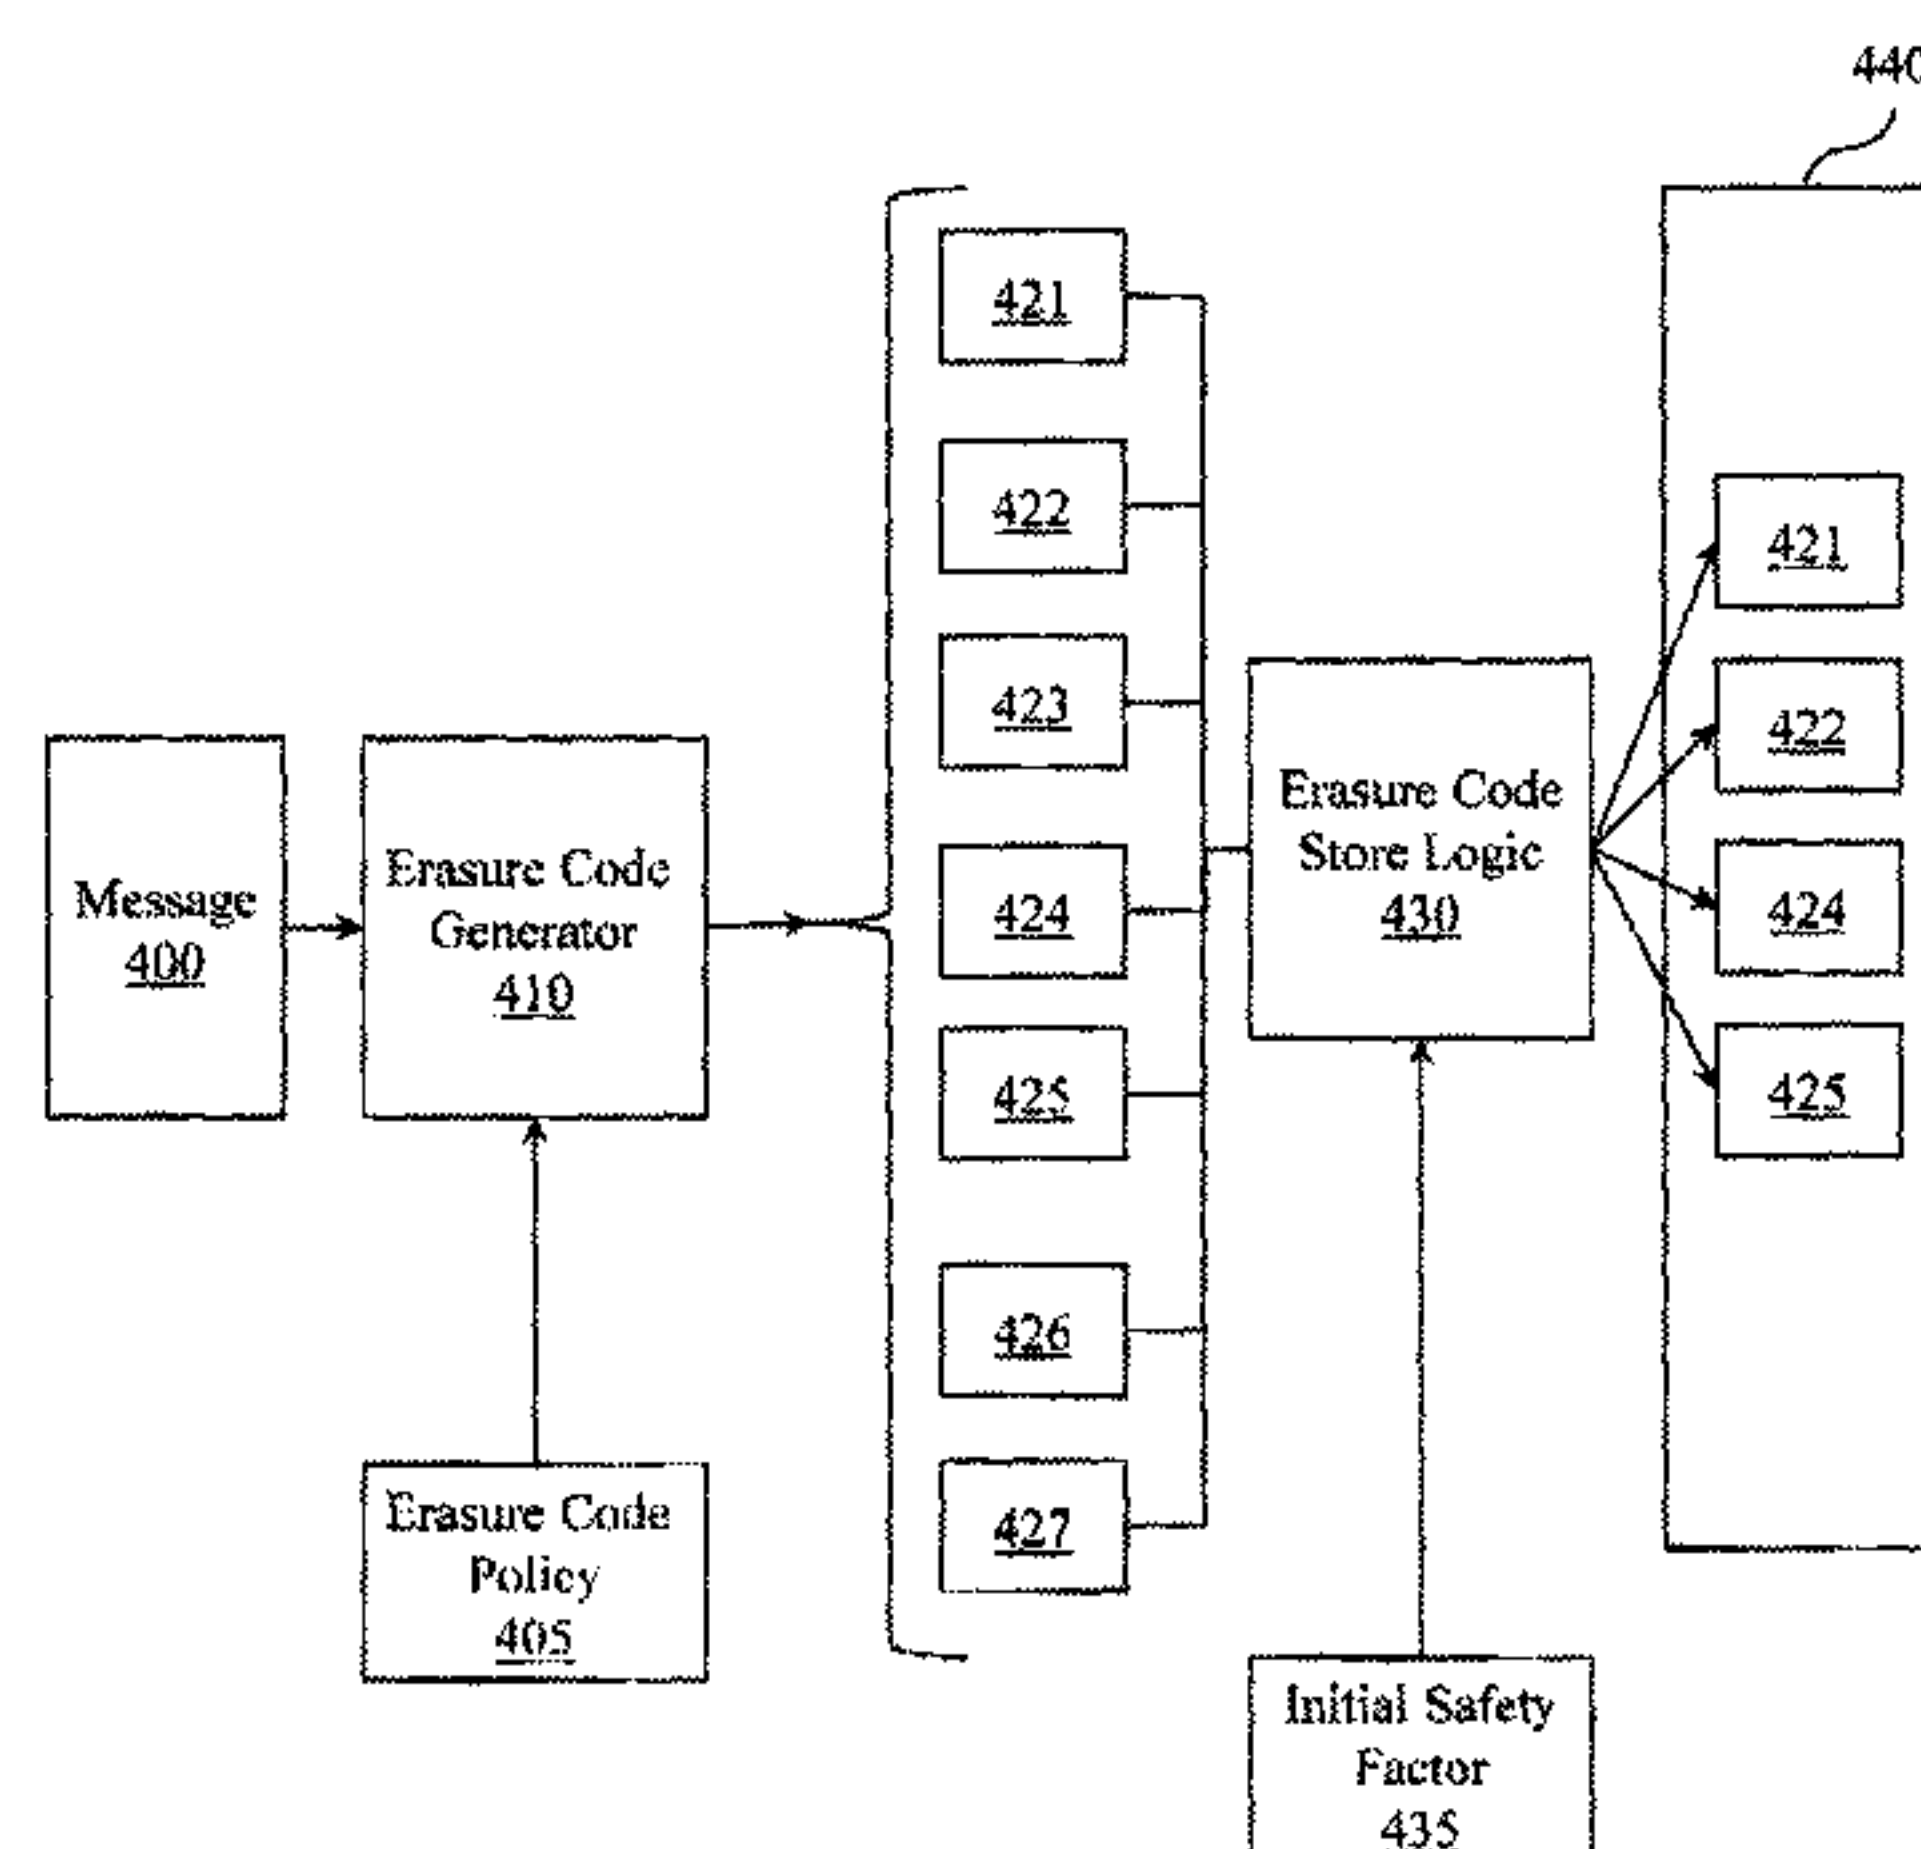 440
421
422
423
424
425
426
427
Message
400
Erasure Code
Generator
410
Erasure Code
Policy
405
Erasure Code
Store Logic
430
Initial Safety
Factor
435
421
422
424
425